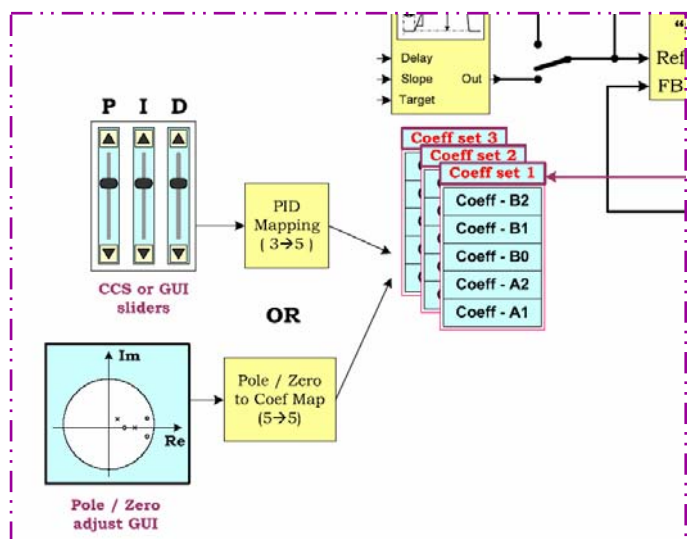 Delay
Slope
Out
Target
Ref
FB
P I D
CCS or GUI
sliders
PID
Mapping
( 3→5 )
OR
Coeff set 3
Coeff set 2
Coeff set 1
Coeff - B2
Coeff - B1
Coeff - B0
Coeff - A2
Coeff - A1
Im
Re
Pole / Zero
adjust GUI
Pole / Zero
to Coef Map
(5→5)